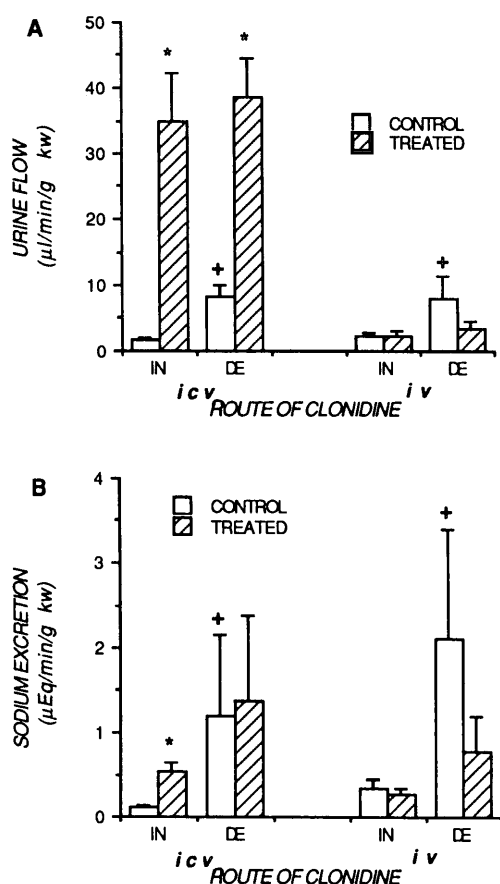 A
50
*
*
40
CONTROL
TREATED
30
URINE FLOW
(µl/min/g kw)
20
10
+
+
0
IN DE IN DE
icv iv
ROUTE OF CLONIDINE
B
4
CONTROL
TREATED
+
3
SODIUM EXCRETION
(µEq/min/g kw)
2
+
1
*
0
IN DE IN DE
icv iv
ROUTE OF CLONIDINE